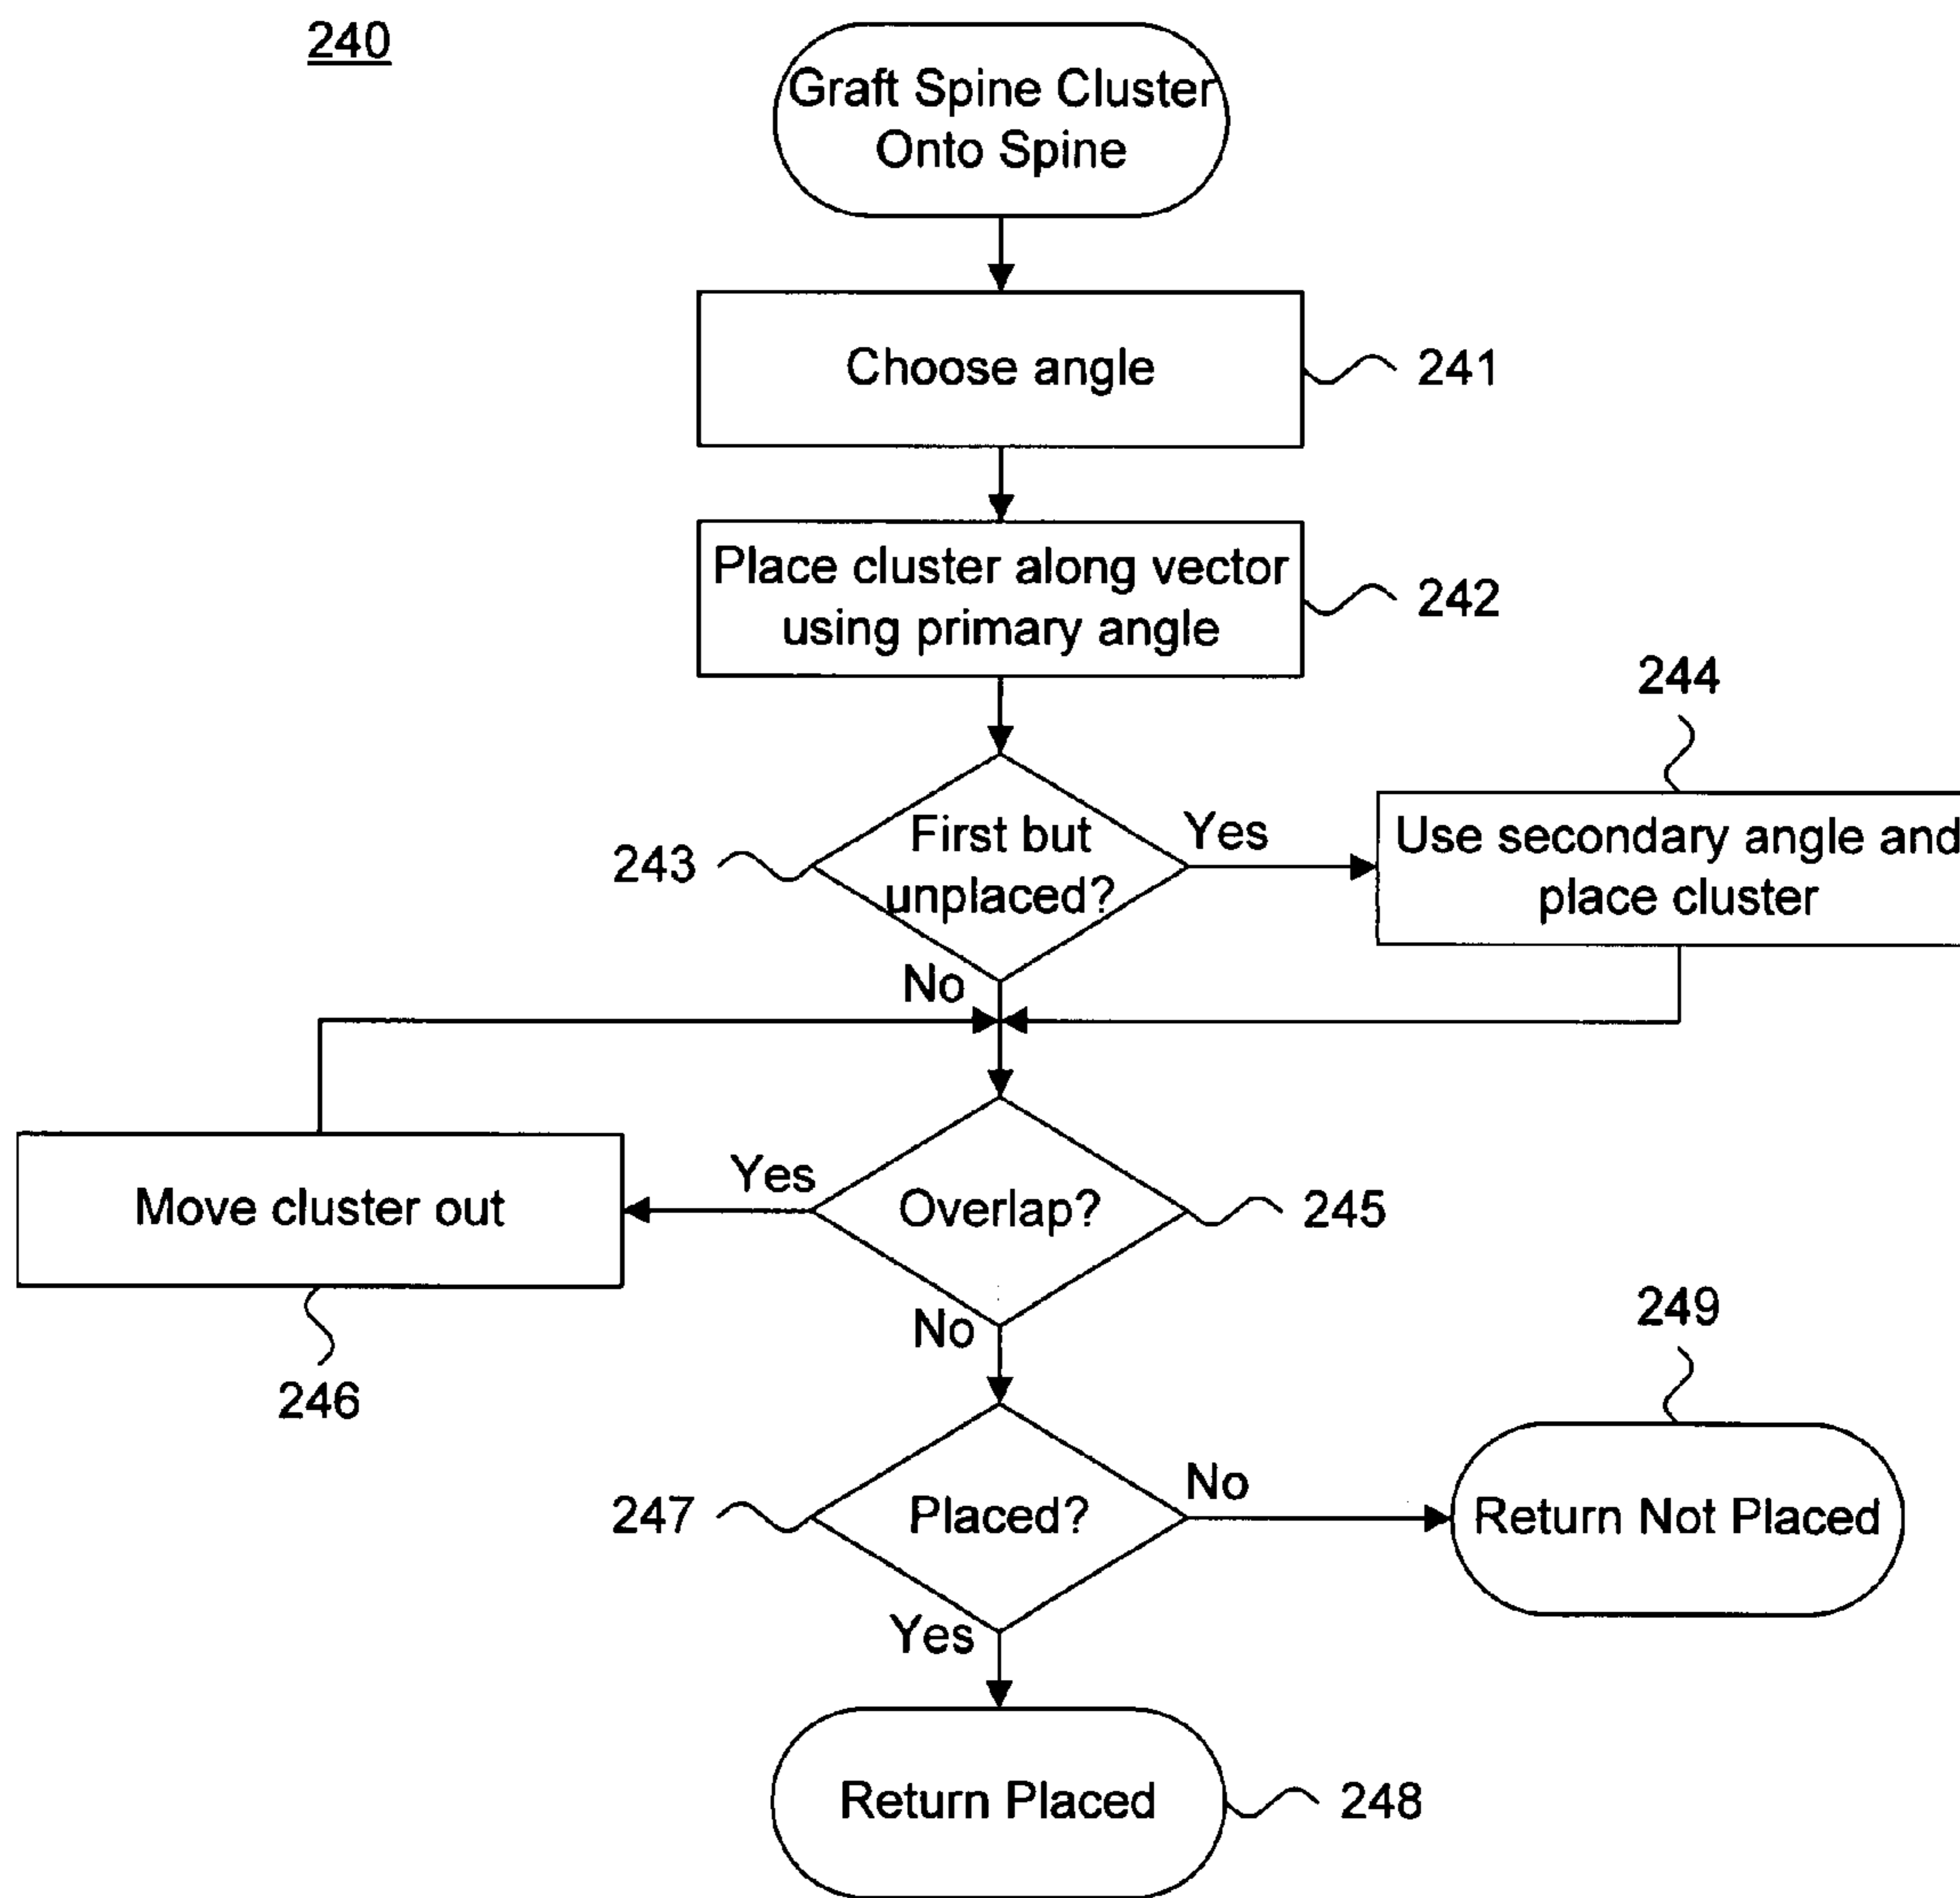 240
Graft Spine Cluster
Onto Spine
Choose angle
241
Place cluster along vector
using primary angle
242
244
First but
unplaced?
243
Yes
Use secondary angle and
place cluster
No
Overlap?
Yes
245
Move cluster out
246
No
249
Placed?
247
No
Return Not Placed
Yes
Return Placed
248